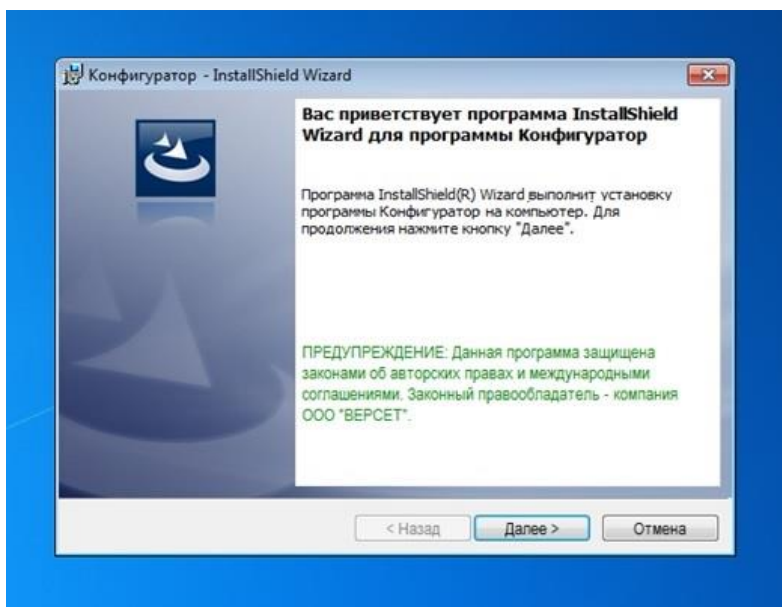 Конфигуратор - InstallShield Wizard
Вас приветствует программа InstallShield
Wizard для программы Конфигуратор
Программа InstallShield(R) Wizard выполнит установку
программы Конфигуратор на компьютер. Для
продолжения нажмите кнопку "Далее".
ПРЕДУПРЕЖДЕНИЕ: Данная программа защищена
законами об авторских правах и международными
соглашениями. Законный правообладатель - компания
ООО "ВЕРСЕТ".
< Назад Далее > Отмена